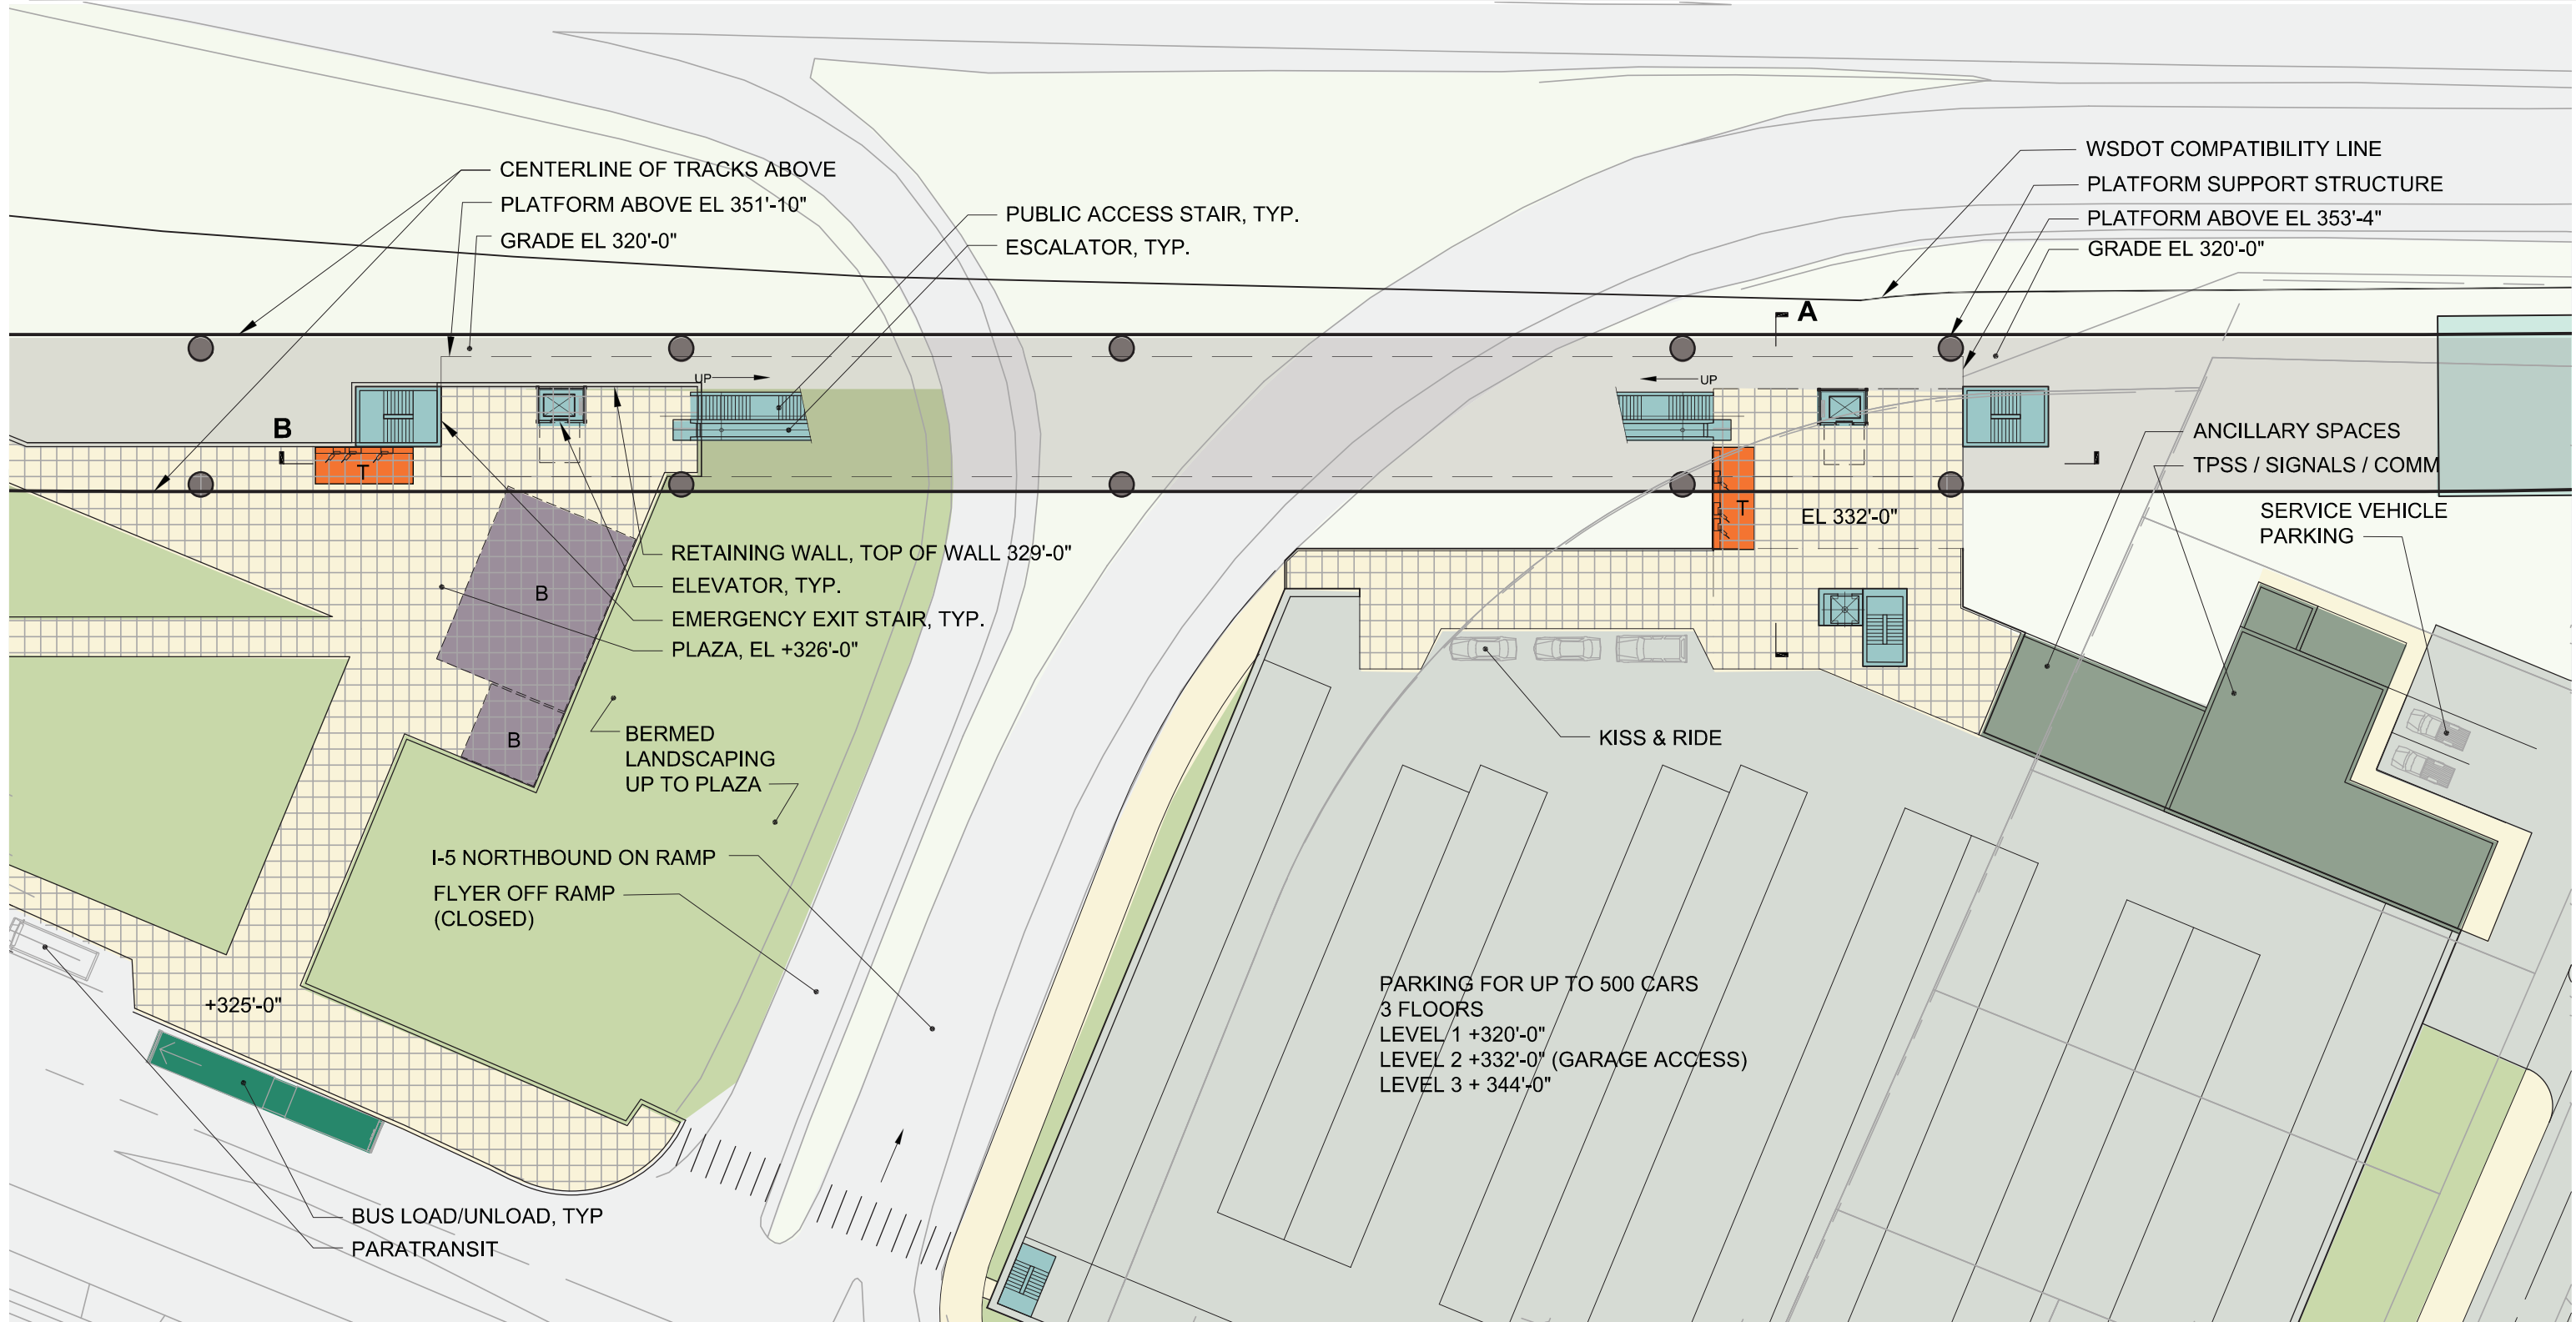 CENTERLINE OF TRACKS ABOVE
PLATFORM ABOVE EL 351'-10"
GRADE EL 320'-0"
PUBLIC ACCESS STAIR, TYP.
ESCALATOR, TYP.
WSDOT COMPATIBILITY LINE
PLATFORM SUPPORT STRUCTURE
PLATFORM ABOVE EL 353'-4"
GRADE EL 320'-0"
A
UP
UP
B
T
ANCILLARY SPACES
TPSS / SIGNALS / COMM
T
EL 332'-0"
SERVICE VEHICLE
PARKING
RETAINING WALL, TOP OF WALL 329'-0"
ELEVATOR, TYP.
EMERGENCY EXIT STAIR, TYP.
PLAZA, EL +326'-0"
B
B
BERMED
LANDSCAPING
UP TO PLAZA
KISS & RIDE
I-5 NORTHBOUND ON RAMP
FLYER OFF RAMP
(CLOSED)
+325'-0"
PARKING FOR UP TO 500 CARS
3 FLOORS
LEVEL 1 +320'-0"
LEVEL 2 +332'-0" (GARAGE ACCESS)
LEVEL 3 + 344'-0"
BUS LOAD/UNLOAD, TYP
PARATRANSIT